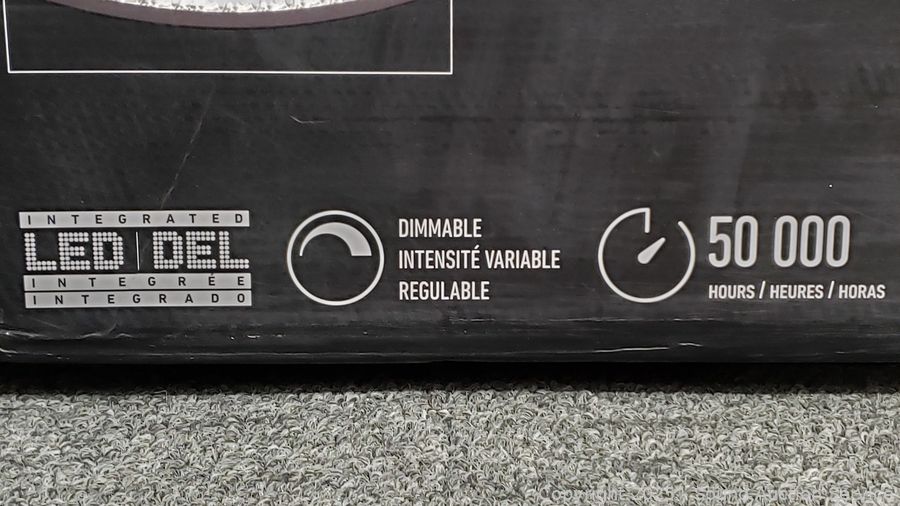 INTEGRATED
LED | DEL
INTEGRÉE
INTEGRADO
DIMMABLE
INTENSITÉ VARIABLE
REGULABLE
50 000
HOURS / HEURES / HORAS